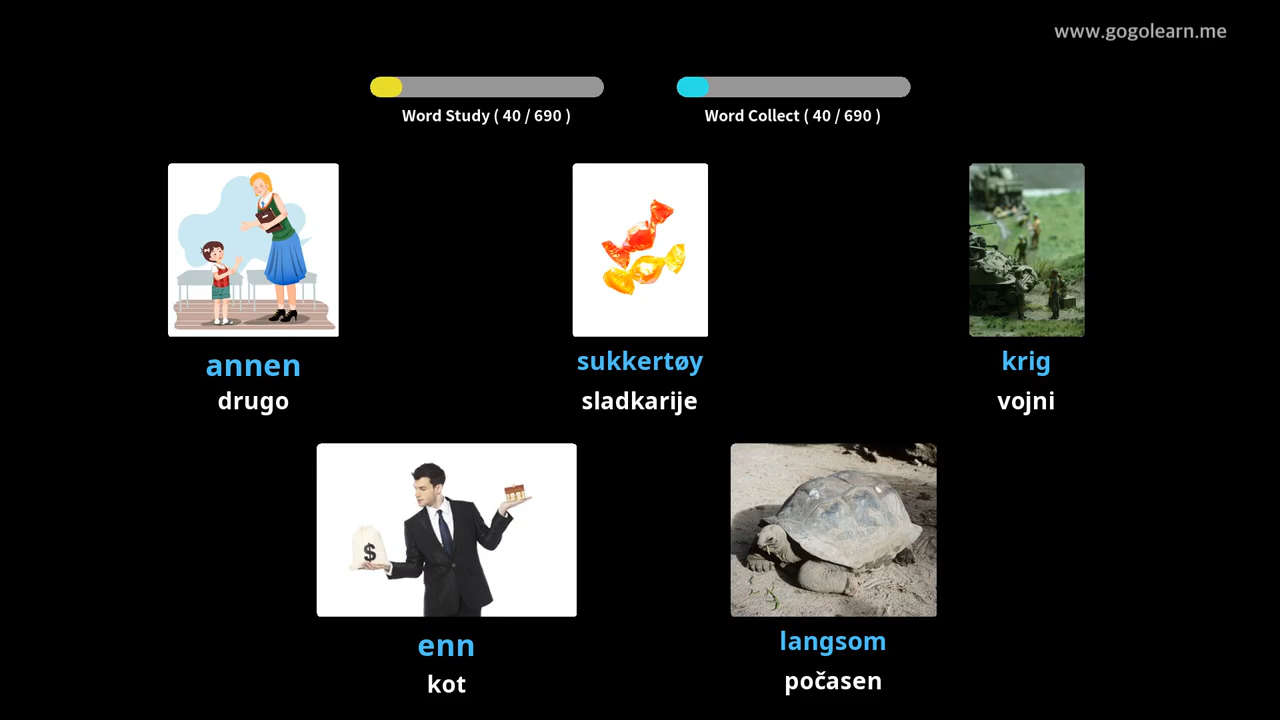 www.gogolearn.me
Word Study ( 40 / 690 )
Word Collect ( 40 / 690 )
annen
drugo
sukkertøy
sladkarije
krig
vojni
$
enn
kot
langsom
počasen